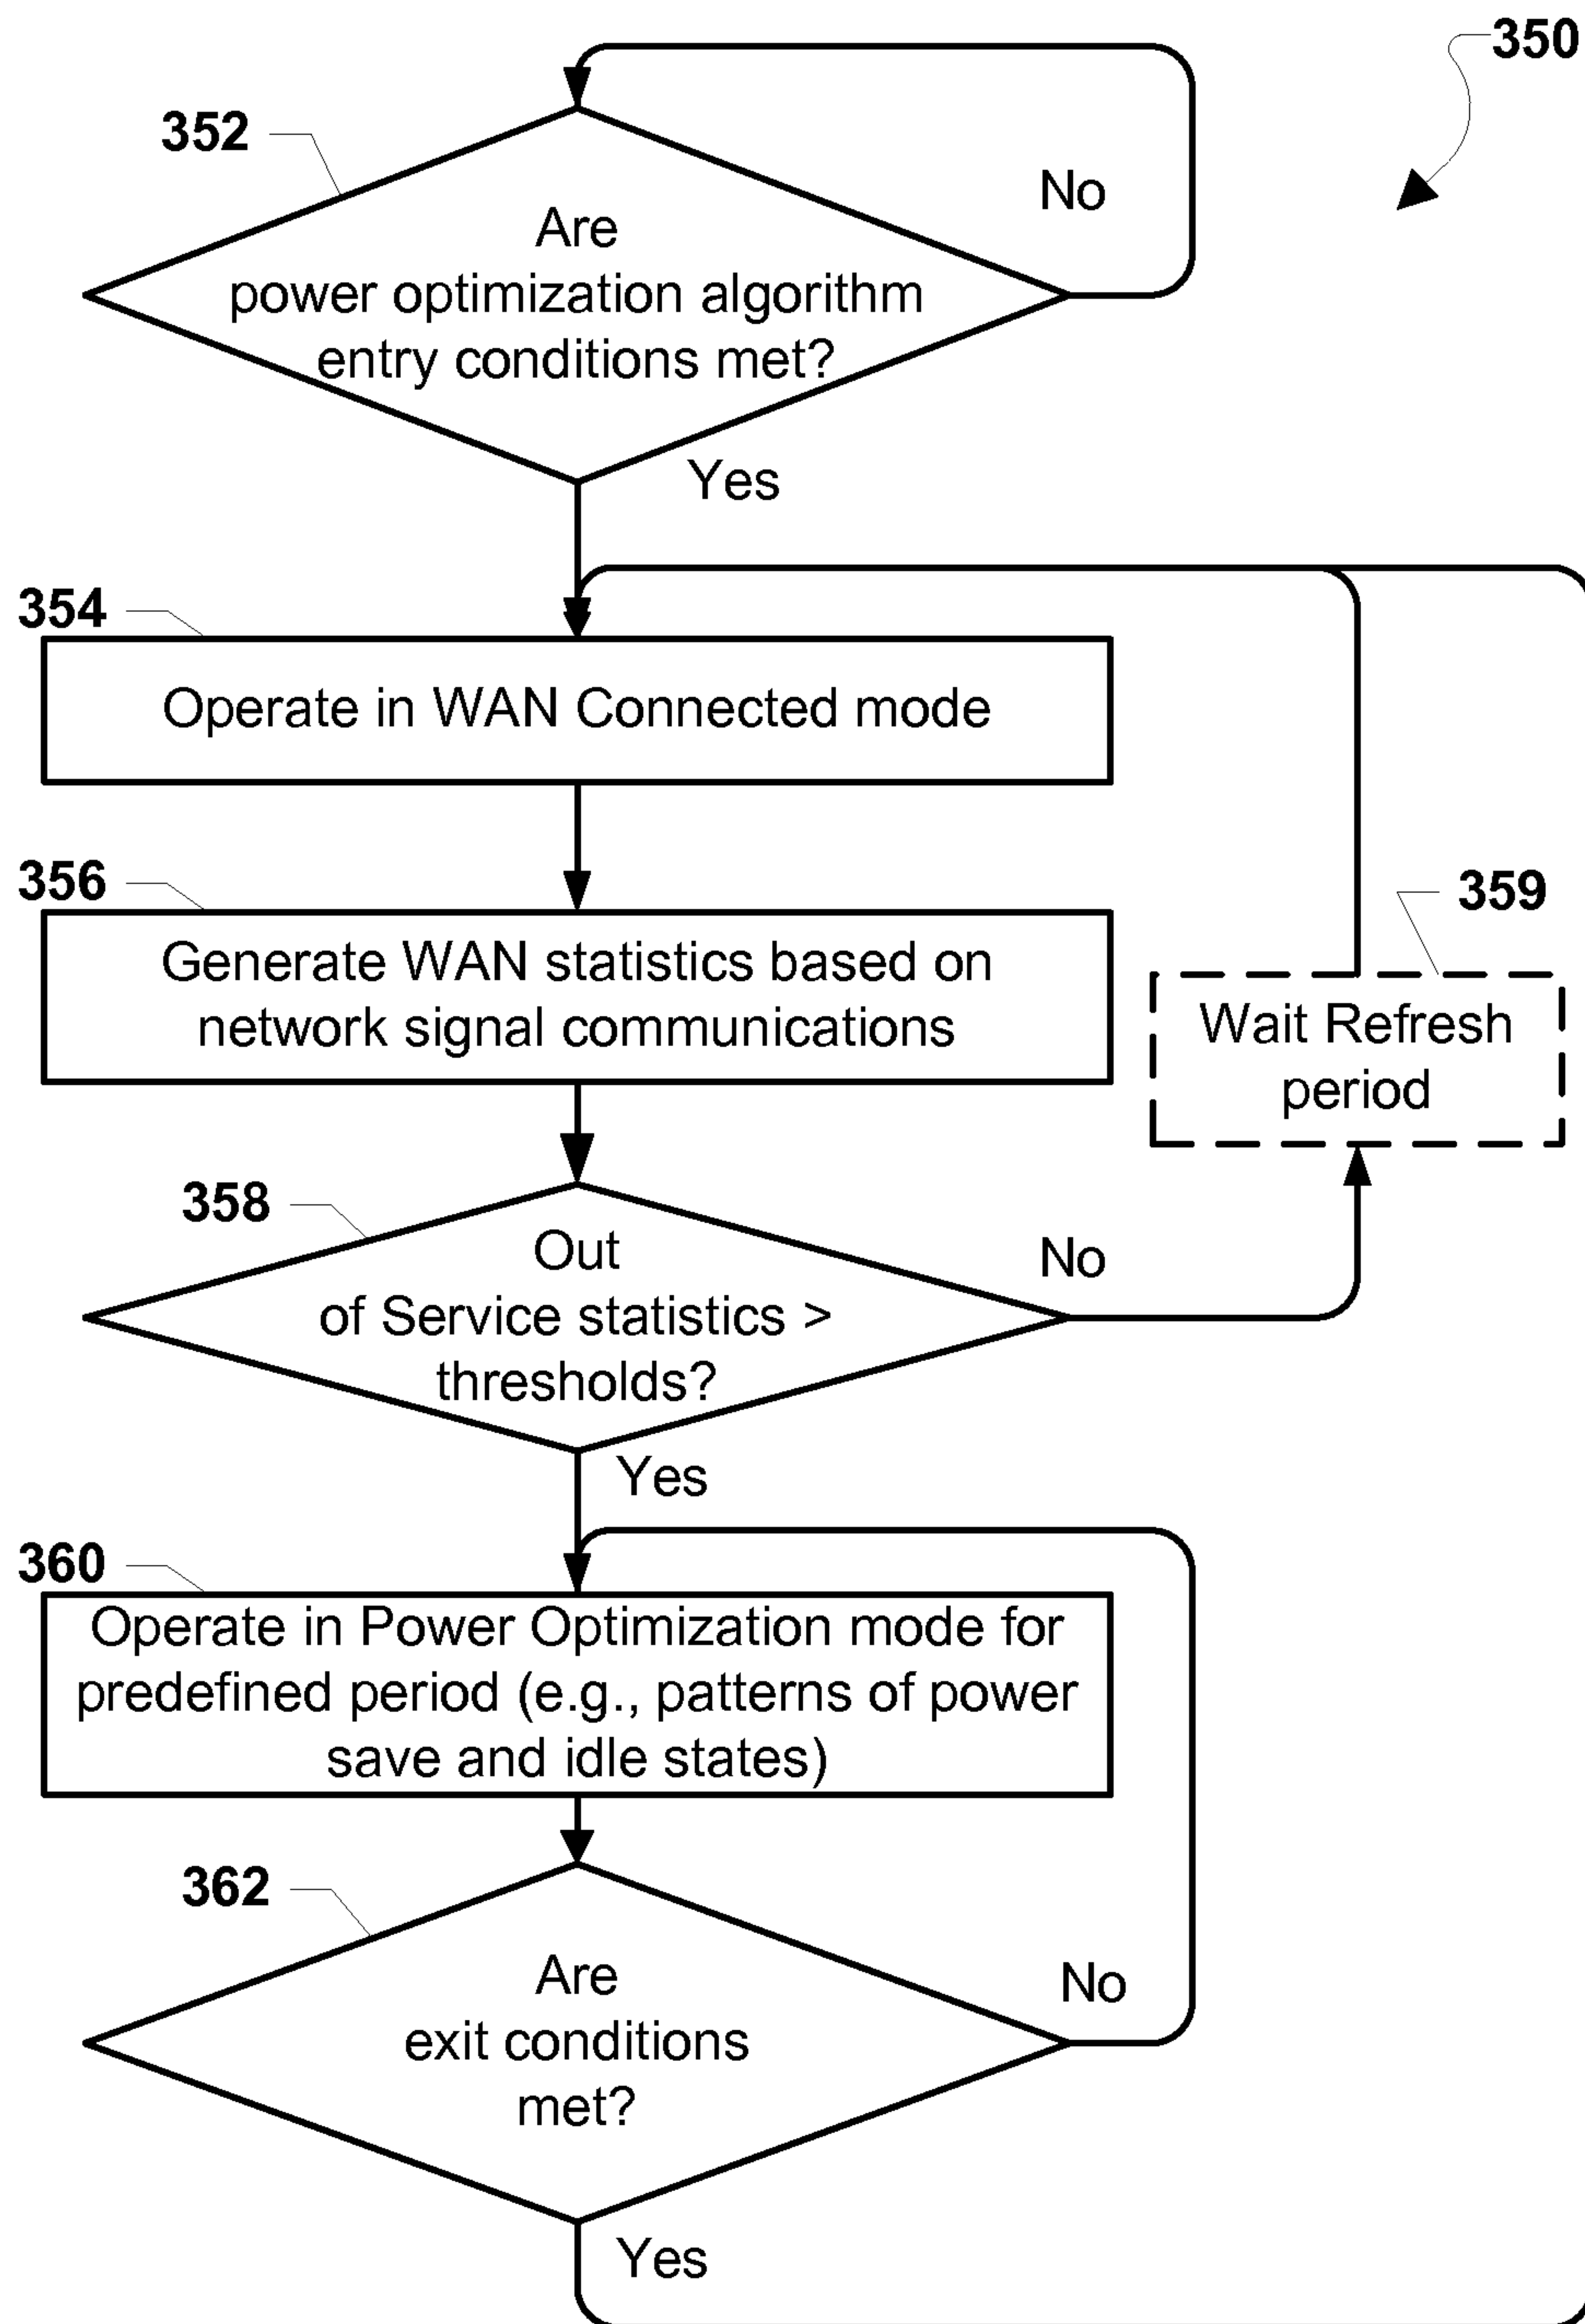 350
352
No
Are
power optimization algorithm
entry conditions met?
Yes
354
Operate in WAN Connected mode
356
Generate WAN statistics based on
network signal communications
359
Wait Refresh
period
358
Out
of Service statistics >
thresholds?
No
Yes
360
Operate in Power Optimization mode for
predefined period (e.g., patterns of power
save and idle states)
362
Are
exit conditions
met?
No
Yes